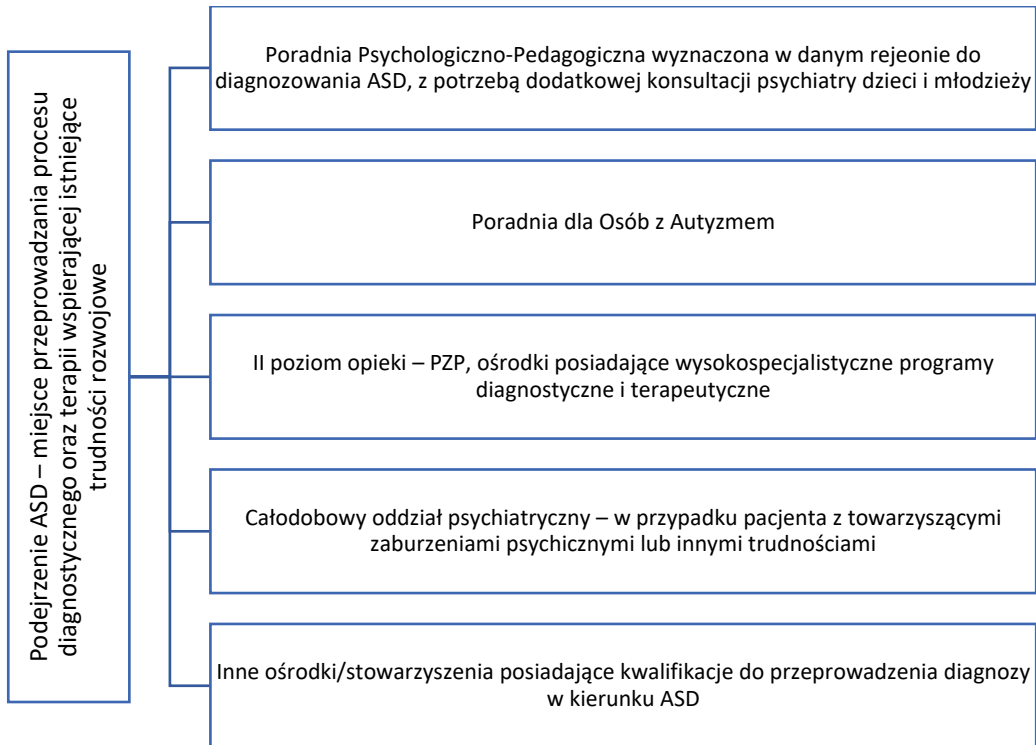 Podejrzenie ASD – miejsce przeprowadzania procesu
diagnostycznego oraz terapii wspierającej istniejące
trudności rozwojowe
Poradnia Psychologiczno-Pedagogiczna wyznaczona w danym rejeonie do
diagnozowania ASD, z potrzebą dodatkowej konsultacji psychiatry dzieci i młodzieży
Poradnia dla Osób z Autyzmem
II poziom opieki – PZP, ośrodki posiadające wysokospecjalistyczne programy
diagnostyczne i terapeutyczne
Całodobowy oddział psychiatryczny – w przypadku pacjenta z towarzyszącymi
zaburzeniami psychicznymi lub innymi trudnościami
Inne ośrodki/stowarzyszenia posiadające kwalifikacje do przeprowadzenia diagnozy
w kierunku ASD